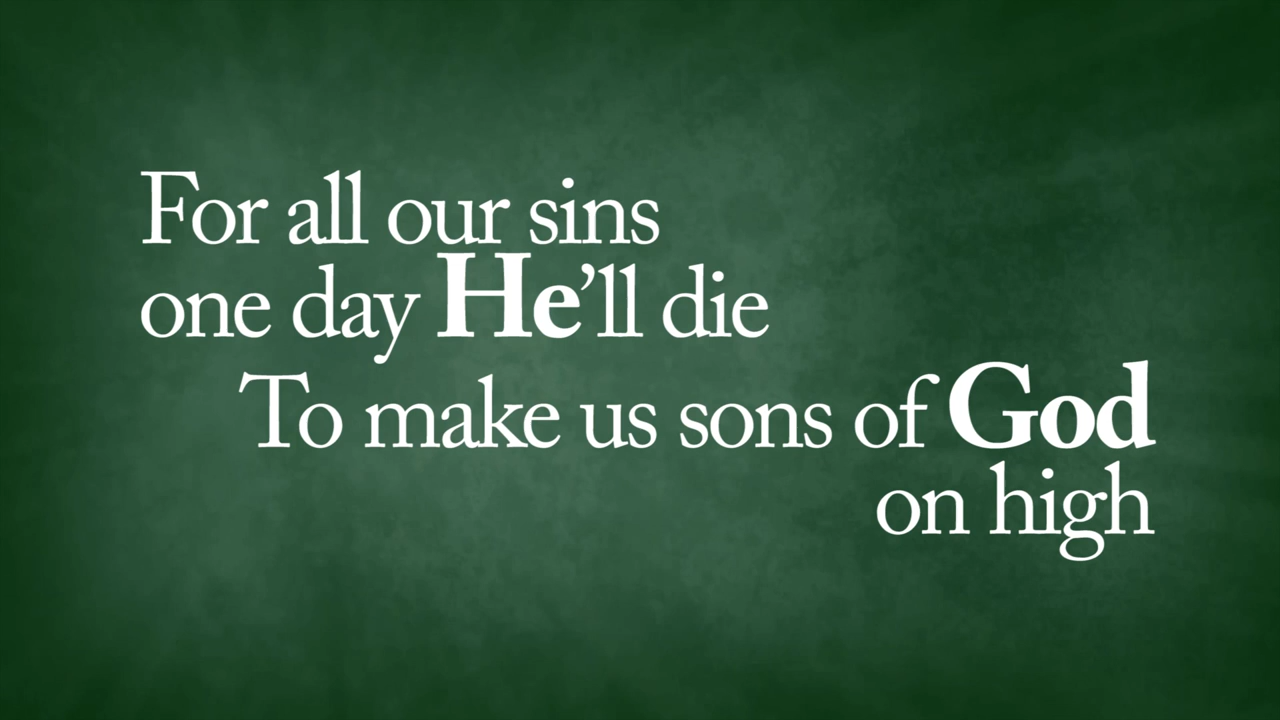 For all our sins
one day He’ll die
To make us sons of God
on high